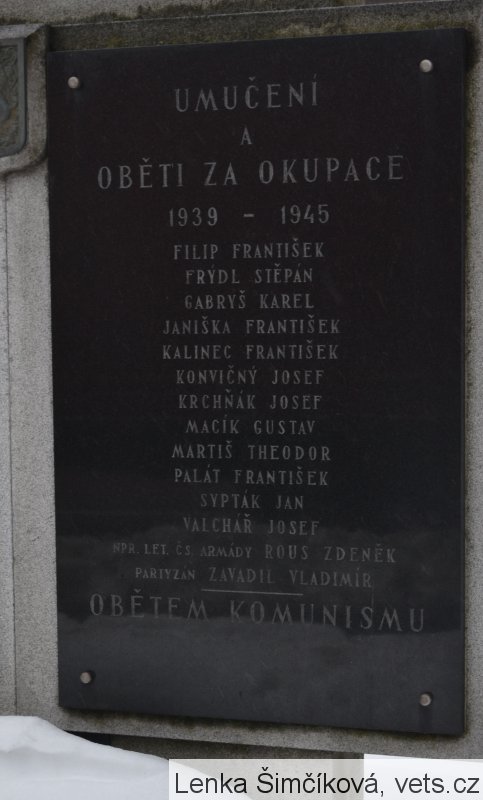 UMUČENÍ
A
OBĚTI ZA OKUPACE
1939 - 1945
FILIP FRANTIŠEK
FRÝDL STĚPÁN
GABRYŠ KAREL
JANIŠKA FRANTIŠEK
KALINEC FRANTIŠEK
KONVIČNÝ JOSEF
KRCHŇÁK JOSEF
MACÍK GUSTAV
MARTIŠ THEODOR
PALÁT FRANTIŠEK
SYPTÁK JAN
VALCHÁŘ JOSEF
NPR. LET. ČS. ARMÁDY ROUS ZDENĚK
PARTYZÁN ZAVADIL VLADIMÍR
OBĚTEM KOMUNISMU
Lenka Šimčíková, vets.cz